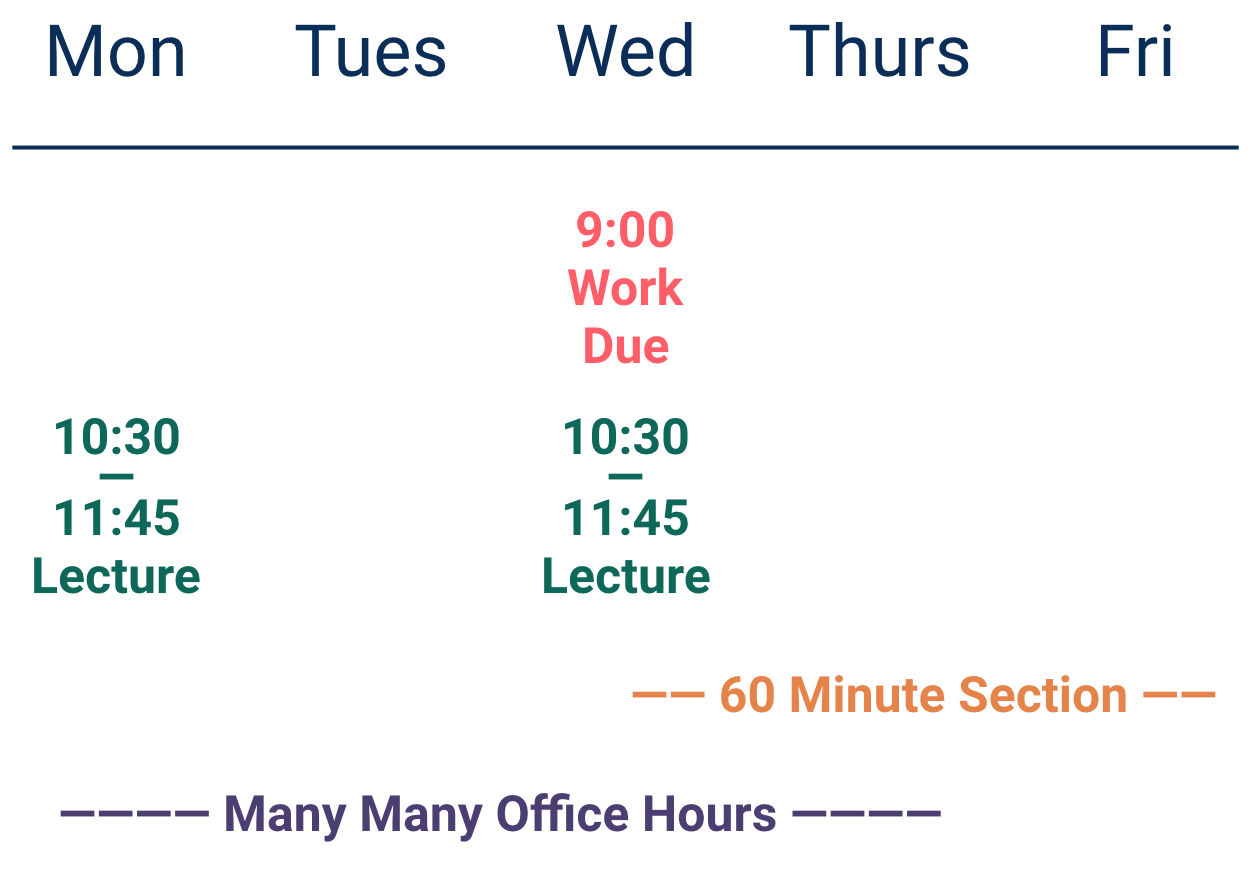 Mon Tues Wed Thurs Fri
9:00
Work
Due
10:30 10:30
– –
11:45 11:45
Lecture Lecture
—— 60 Minute Section ——
———— Many Many Office Hours ————